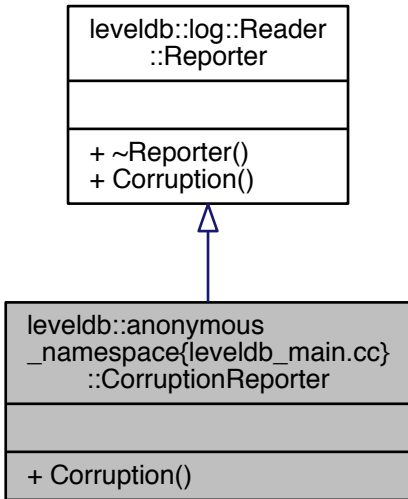 leveldb::log::Reader
::Reporter
+ ~Reporter()
+ Corruption()
leveldb::anonymous
_namespace{leveldb_main.cc}
::CorruptionReporter
+ Corruption()